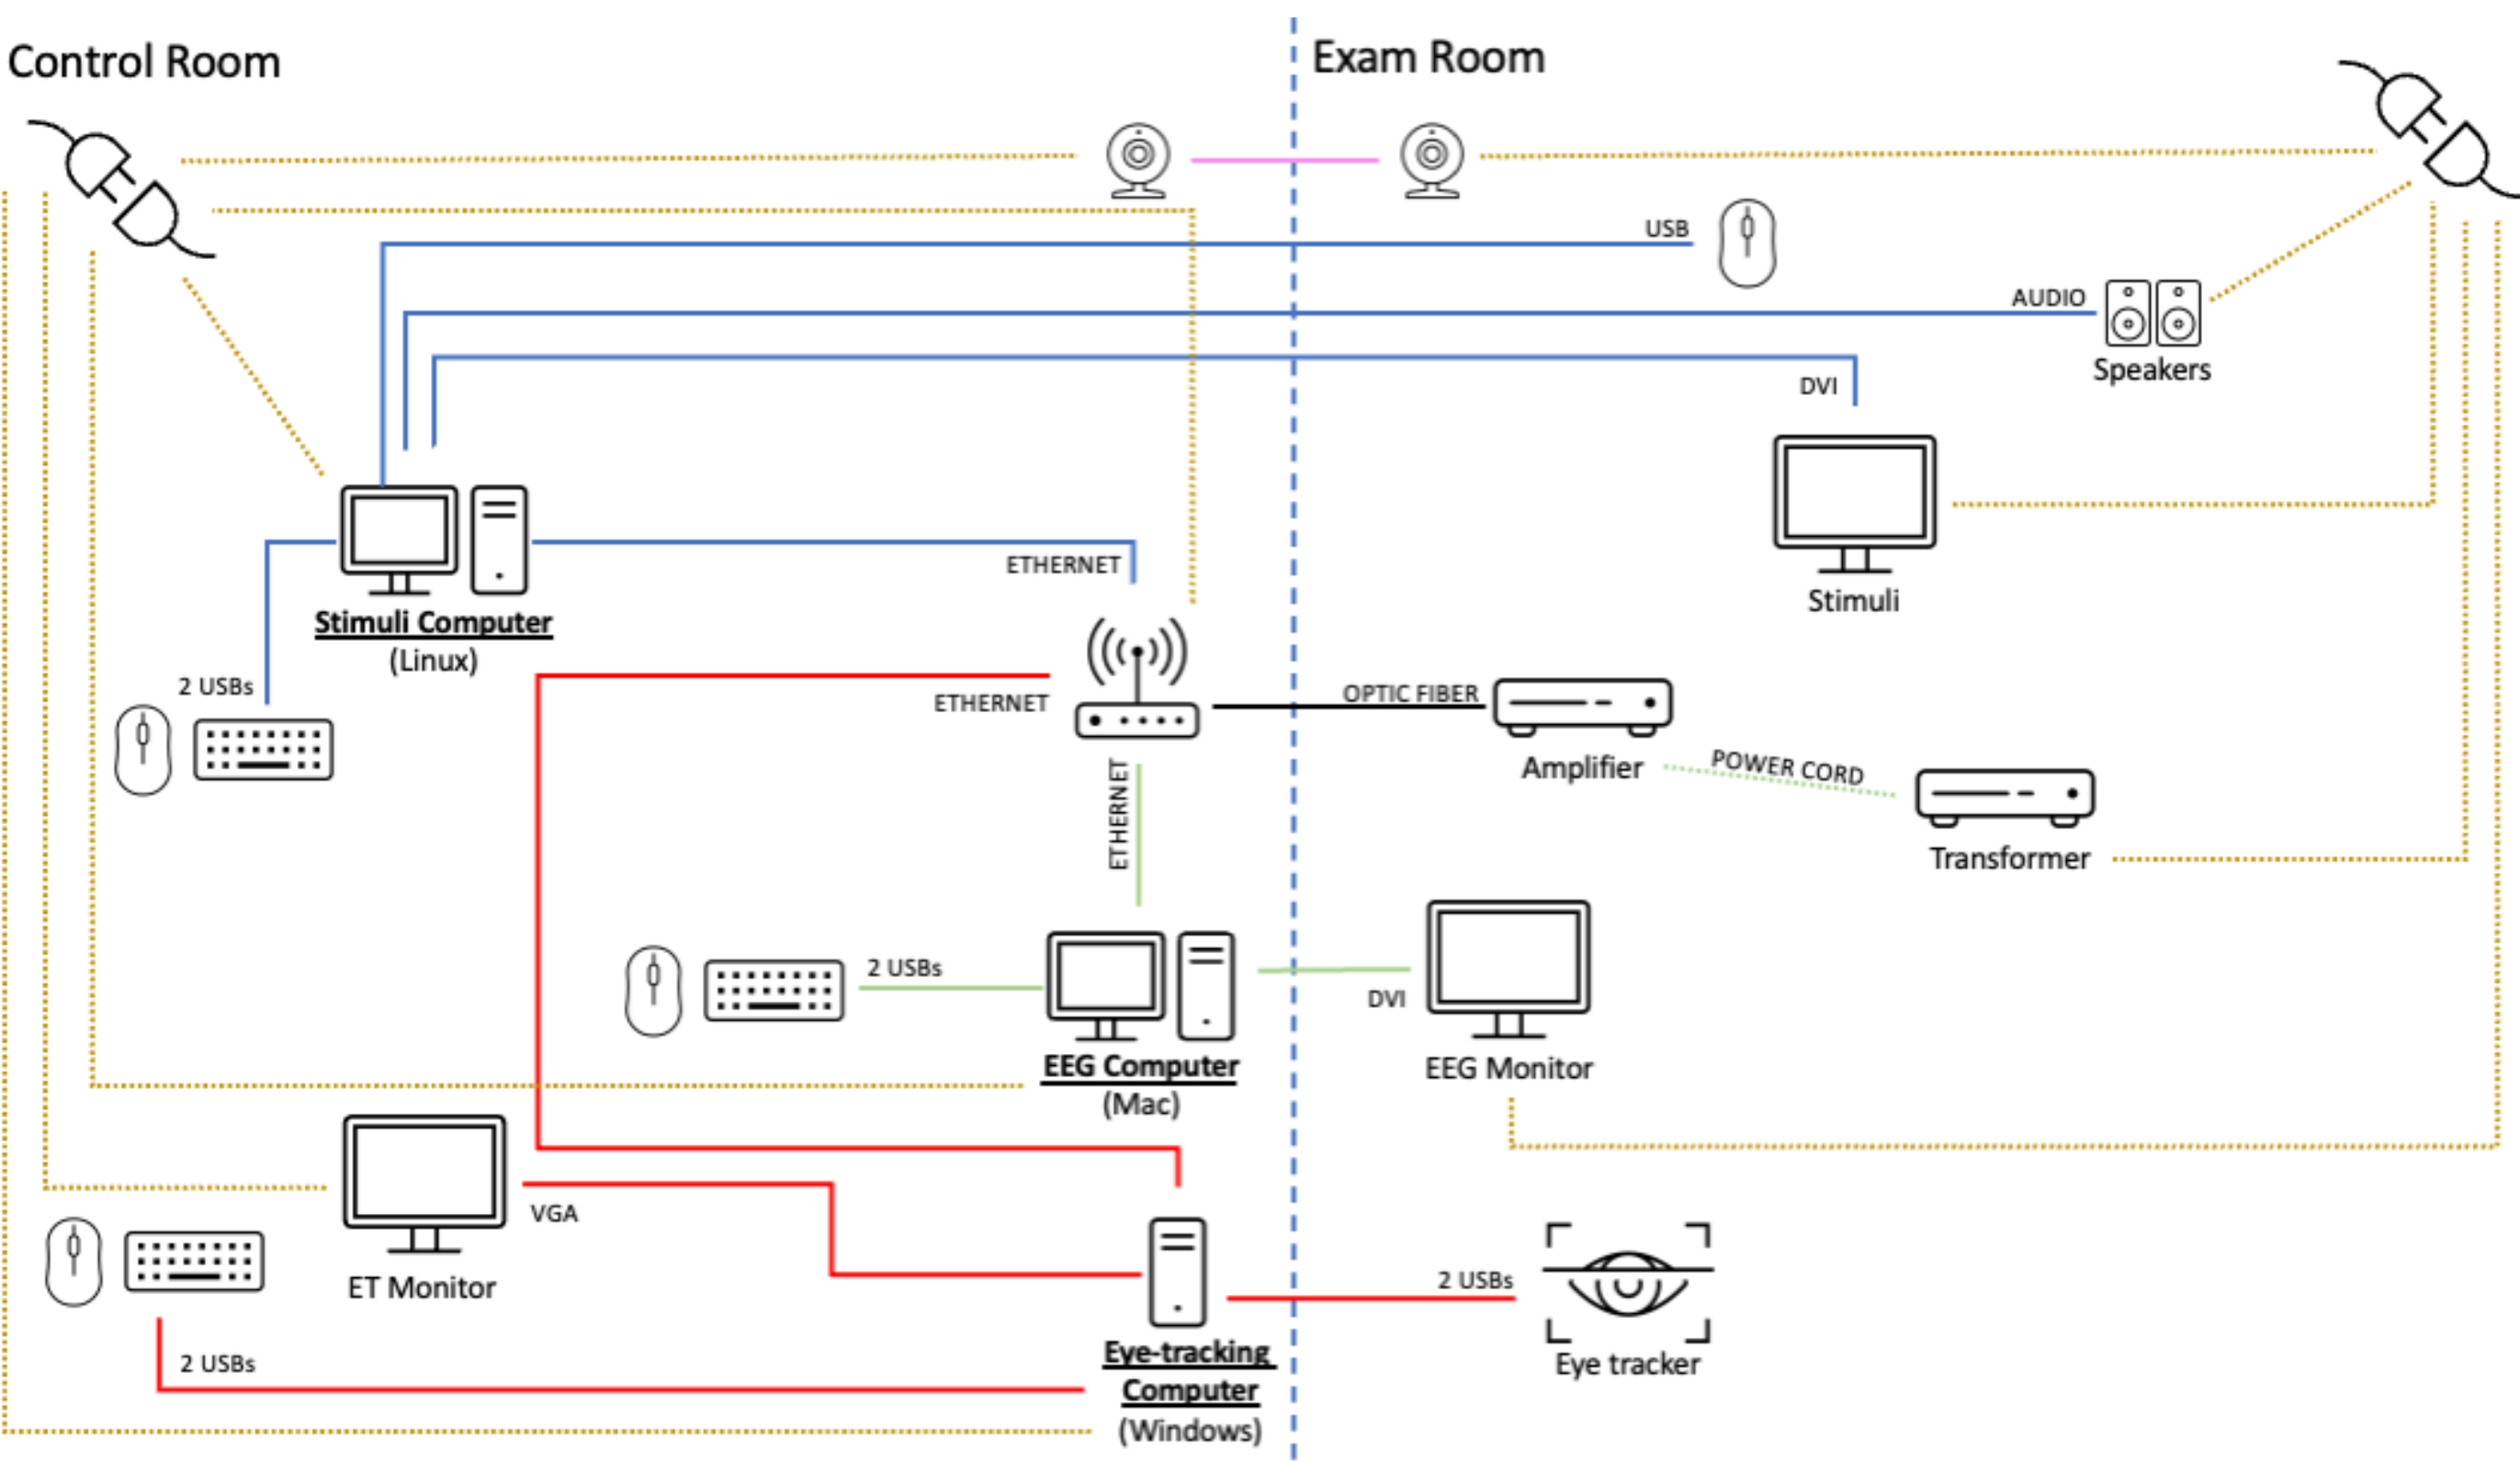 Control Room
Exam Room
USB
AUDIO
Speakers
DVI
Stimuli
ETHERNET
Stimuli Computer
(Linux)
2 USBs
ETHERNET
OPTIC FIBER
Amplifier
POWER CORD
Transformer
ETHERNET
2 USBs
EEG Computer
(Mac)
DVI
EEG Monitor
VGA
ET Monitor
2 USBs
2 USBs
Eye tracker
Eye-tracking
Computer
(Windows)